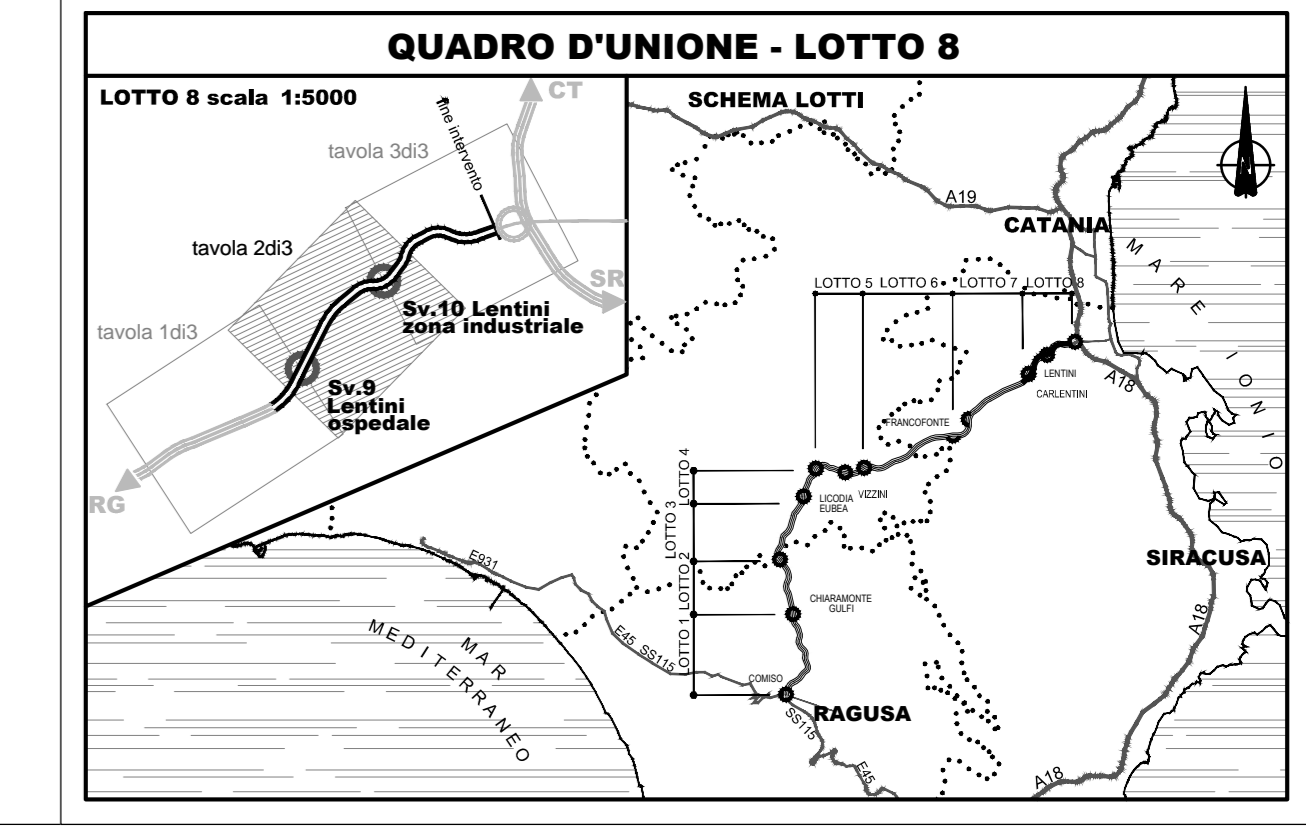 QUADRO D'UNIONE - LOTTO 8
LOTTO 8 scala 1:5000
CT
fine intervento
tavola 3di3
tavola 2di3
SR
Sv.10 Lentini
zona industriale
tavola 1di3
Sv.9
Lentini
ospedale
RG
SCHEMA LOTTI
A19
CATANIA
MARE IONIO
LOTTO 5
LOTTO 6
LOTTO 7
LOTTO 8
LENTINI
A18
CARLENTINI
FRANCOFONTE
LOTTO 4
LICODIA
EUBEA
VIZZINI
LOTTO 3
E931
SIRACUSA
LOTTO 2
CHIARAMONTE
GULFI
A18
MAR
MEDITERRANEO
E45 SS115
LOTTO 1
COMISO
RAGUSA
SS115
E45
A18